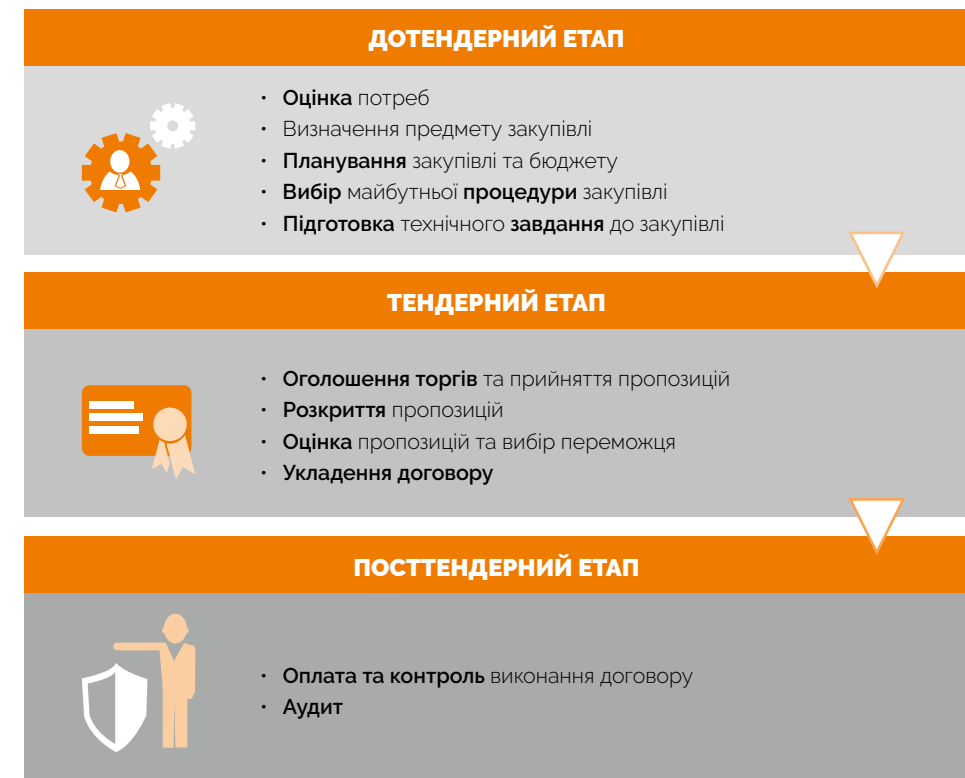 ДОТЕНДЕРНИЙ ЕТАП
• Оцінка потреб
• Визначення предмету закупівлі
• Планування закупівлі та бюджету
• Вибір майбутньої процедури закупівлі
• Підготовка технічного завдання до закупівлі
ТЕНДЕРНИЙ ЕТАП
• Оголошення торгів та прийняття пропозицій
• Розкриття пропозицій
• Оцінка пропозицій та вибір переможця
• Укладення договору
ПОСТТЕНДЕРНИЙ ЕТАП
• Оплата та контроль виконання договору
• Аудит